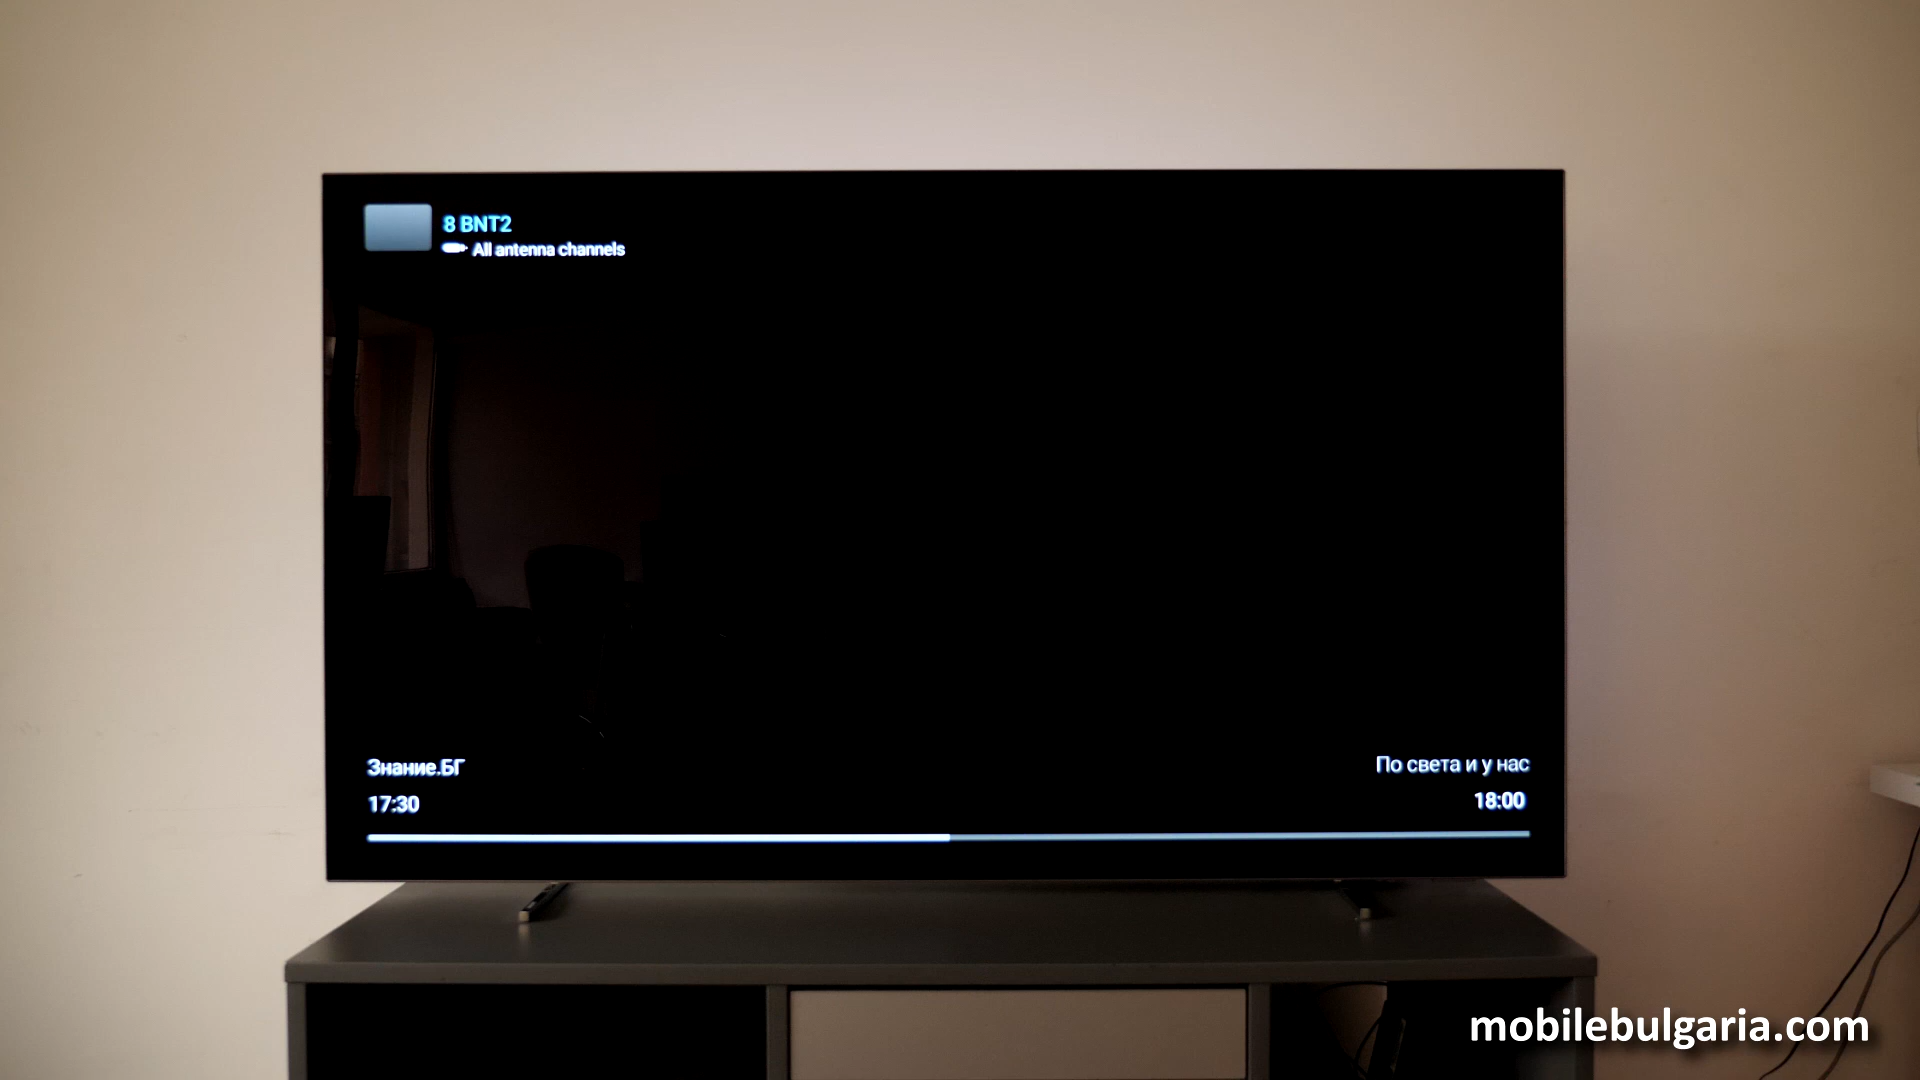 8 BNT2
All antenna channels
Знание.БГ
По света и у нас
17:30
18:00
mobilebulgaria.com